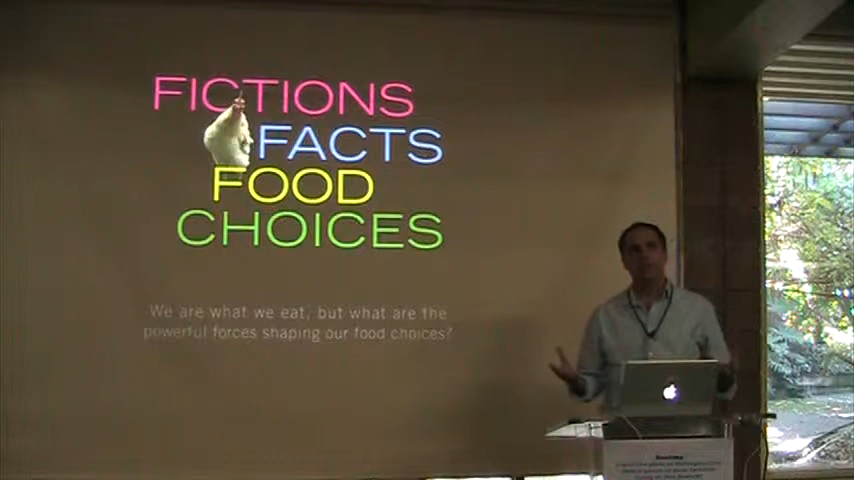 FICTIONS
FACTS
FOOD
CHOICES
We are what we eat, but what are the
powerful forces shaping our food choices?